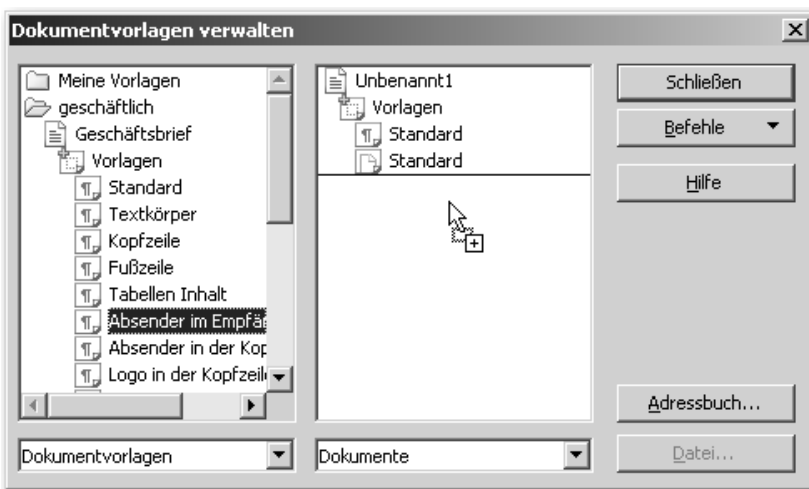 Dokumentvorlagen verwalten
Meine Vorlagen
geschäftlich
Geschäftsbrief
Vorlagen
Standard
Textkörper
Kopfzeile
Fußzeile
Tabellen Inhalt
Absender im Empfä
Absender in der Kop
Logo in der Kopfzeil
Dokumentvorlagen
Unbenannt1
Vorlagen
Standard
Standard
Dokumente
Schließen
Befehle
Hilfe
Adressbuch...
Datei...